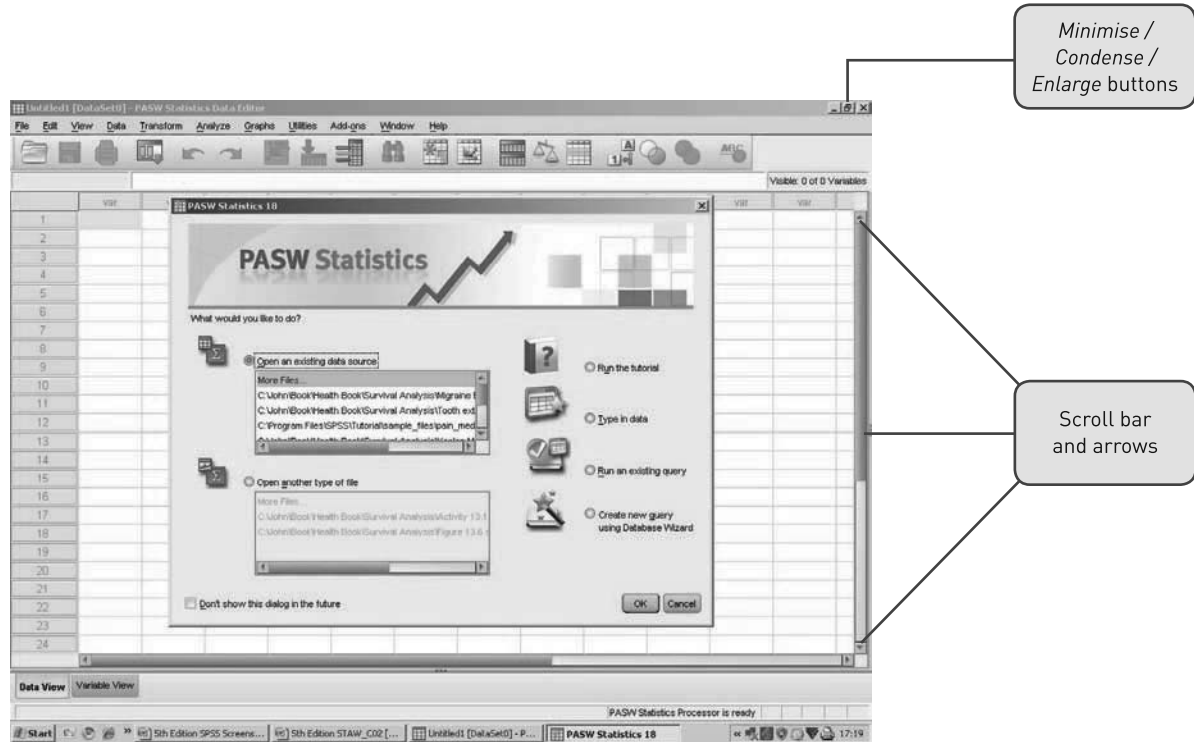 Minimise /
Condense /
Enlarge buttons
Untitled1 [DataSet0] - PASW Statistics Data Editor
File Edit View Data Transform Analyze Graphs Utilities Add-ons Window Help
Visible: 0 of 0 Variables
var var var
PASW Statistics 18
PASW Statistics
What would you like to do?
Open an existing data source
More Files...
C:\John\Book\Health Book\Survival Analysis\Migraine
C:\John\Book\Health Book\Survival Analysis\Tooth ext
C:\Program Files\SPSS\Tutorial\sample_files\pain_med
Open another type of file
More Files...
C:\John\Book\Health Book\Survival Analysis\Activity 13.1
C:\John\Book\Health Book\Survival Analysis\Figure 13.6
Don't show this dialog in the future
Run the tutorial
Type in data
Run an existing query
Create new query
using Database Wizard
OK Cancel
1
2
3
4
5
6
7
8
9
10
11
12
13
14
15
16
17
18
19
20
21
22
23
24
Scroll bar
and arrows
Data View Variable View
PASW Statistics Processor is ready
Start 5th Edition SPSS Screens... 5th Edition STAW_C02 [... Untitled1 [DataSet0] - P... PASW Statistics 18 17:19